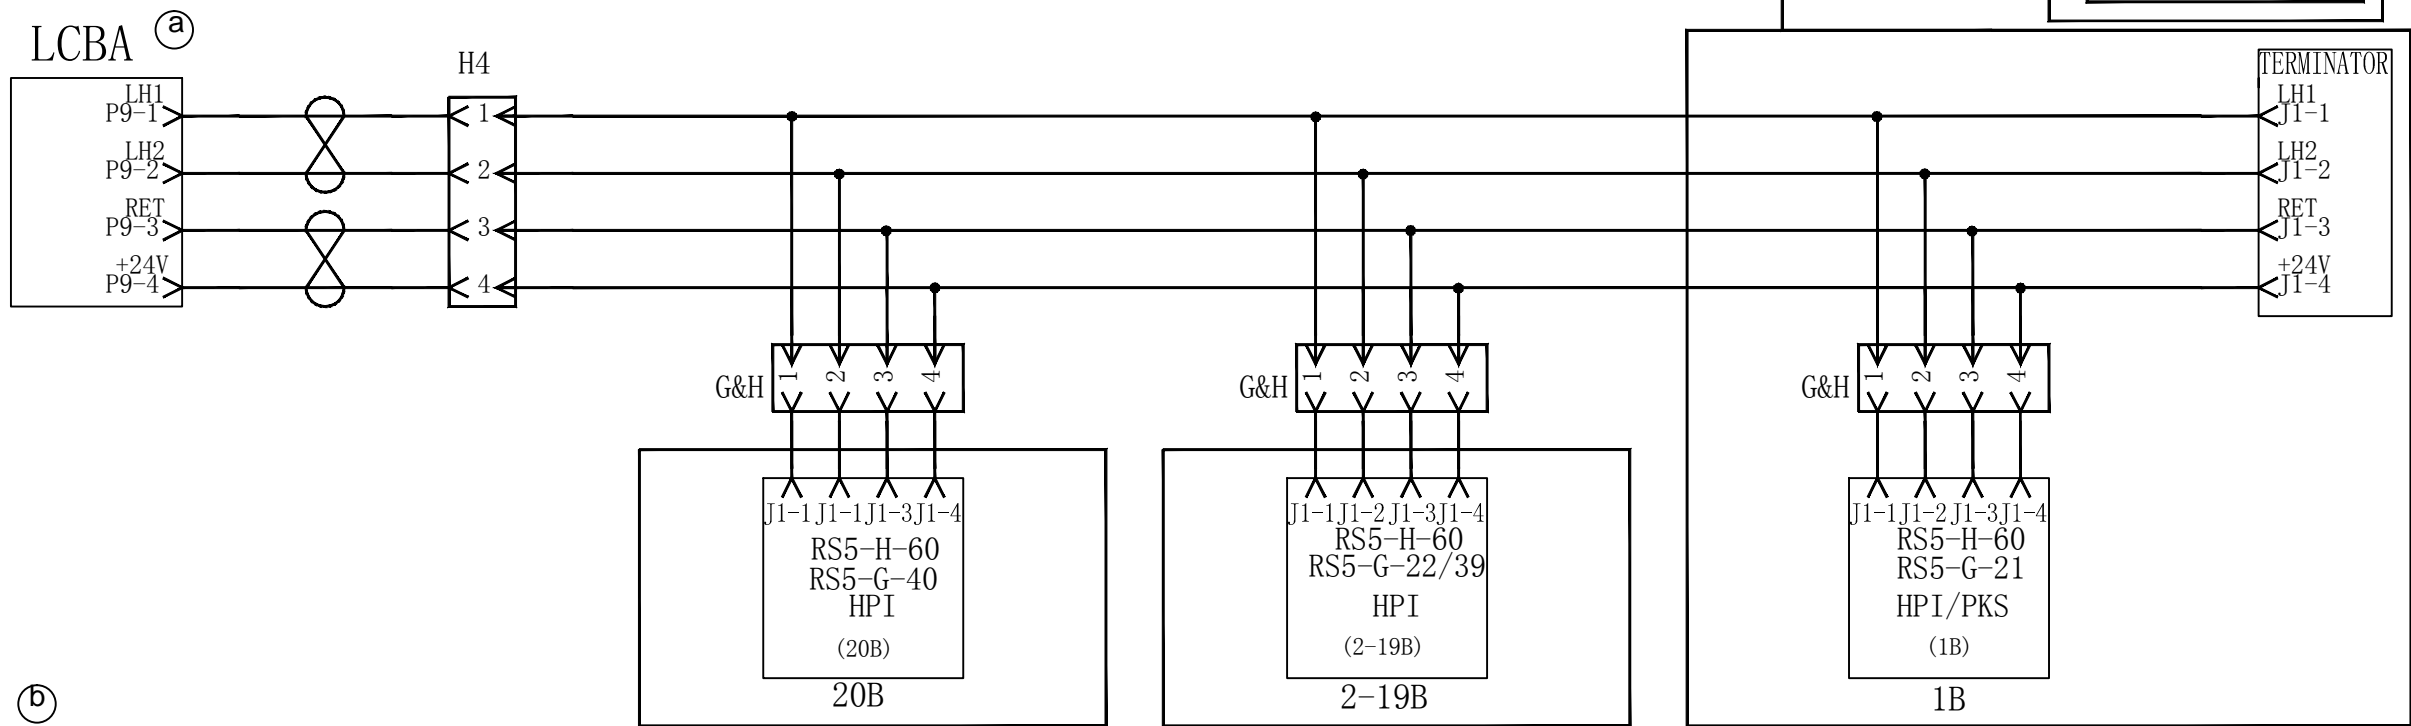 a
LCBA
H4
TERMINATOR
LH1
P9-1
1
LH1
J1-1
LH2
P9-2
2
LH2
J1-2
RET
P9-3
3
RET
J1-3
+24V
P9-4
4
+24V
J1-4
G&H 1 2 3 4
G&H 1 2 3 4
G&H 1 2 3 4
J1-1 J1-1 J1-3 J1-4
RS5-H-60
RS5-G-40
HPI
(20B)
20B
J1-1 J1-2 J1-3 J1-4
RS5-H-60
RS5-G-22/39
HPI
(2-19B)
2-19B
J1-1 J1-2 J1-3 J1-4
RS5-H-60
RS5-G-21
HPI/PKS
(1B)
1B
b